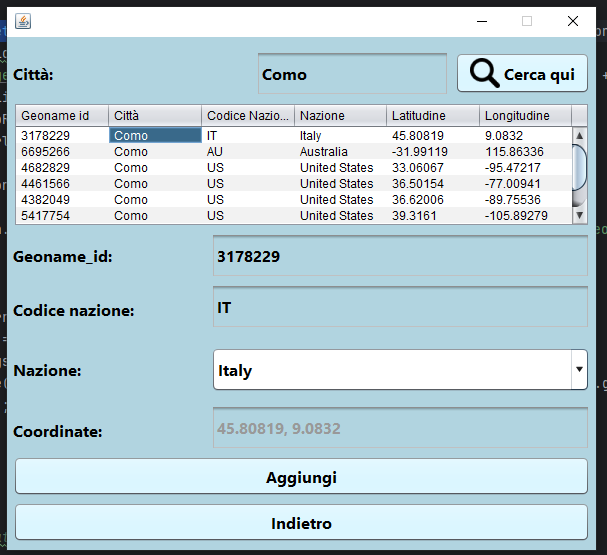 Città: Como Cerca qui
Geoname id Città Codice Nazio... Nazione Latitudine Longitudine
3178229 Como IT Italy 45.80819 9.0832
6695266 Como AU Australia -31.99119 115.86336
4682829 Como US United States 33.06067 -95.47217
4461566 Como US United States 36.50154 -77.00941
4382049 Como US United States 36.62006 -89.75536
5417754 Como US United States 39.3161 -105.89279
Geoname_id: 3178229
Codice nazione: IT
Nazione: Italy
Coordinate: 45.80819, 9.0832
Aggiungi
Indietro